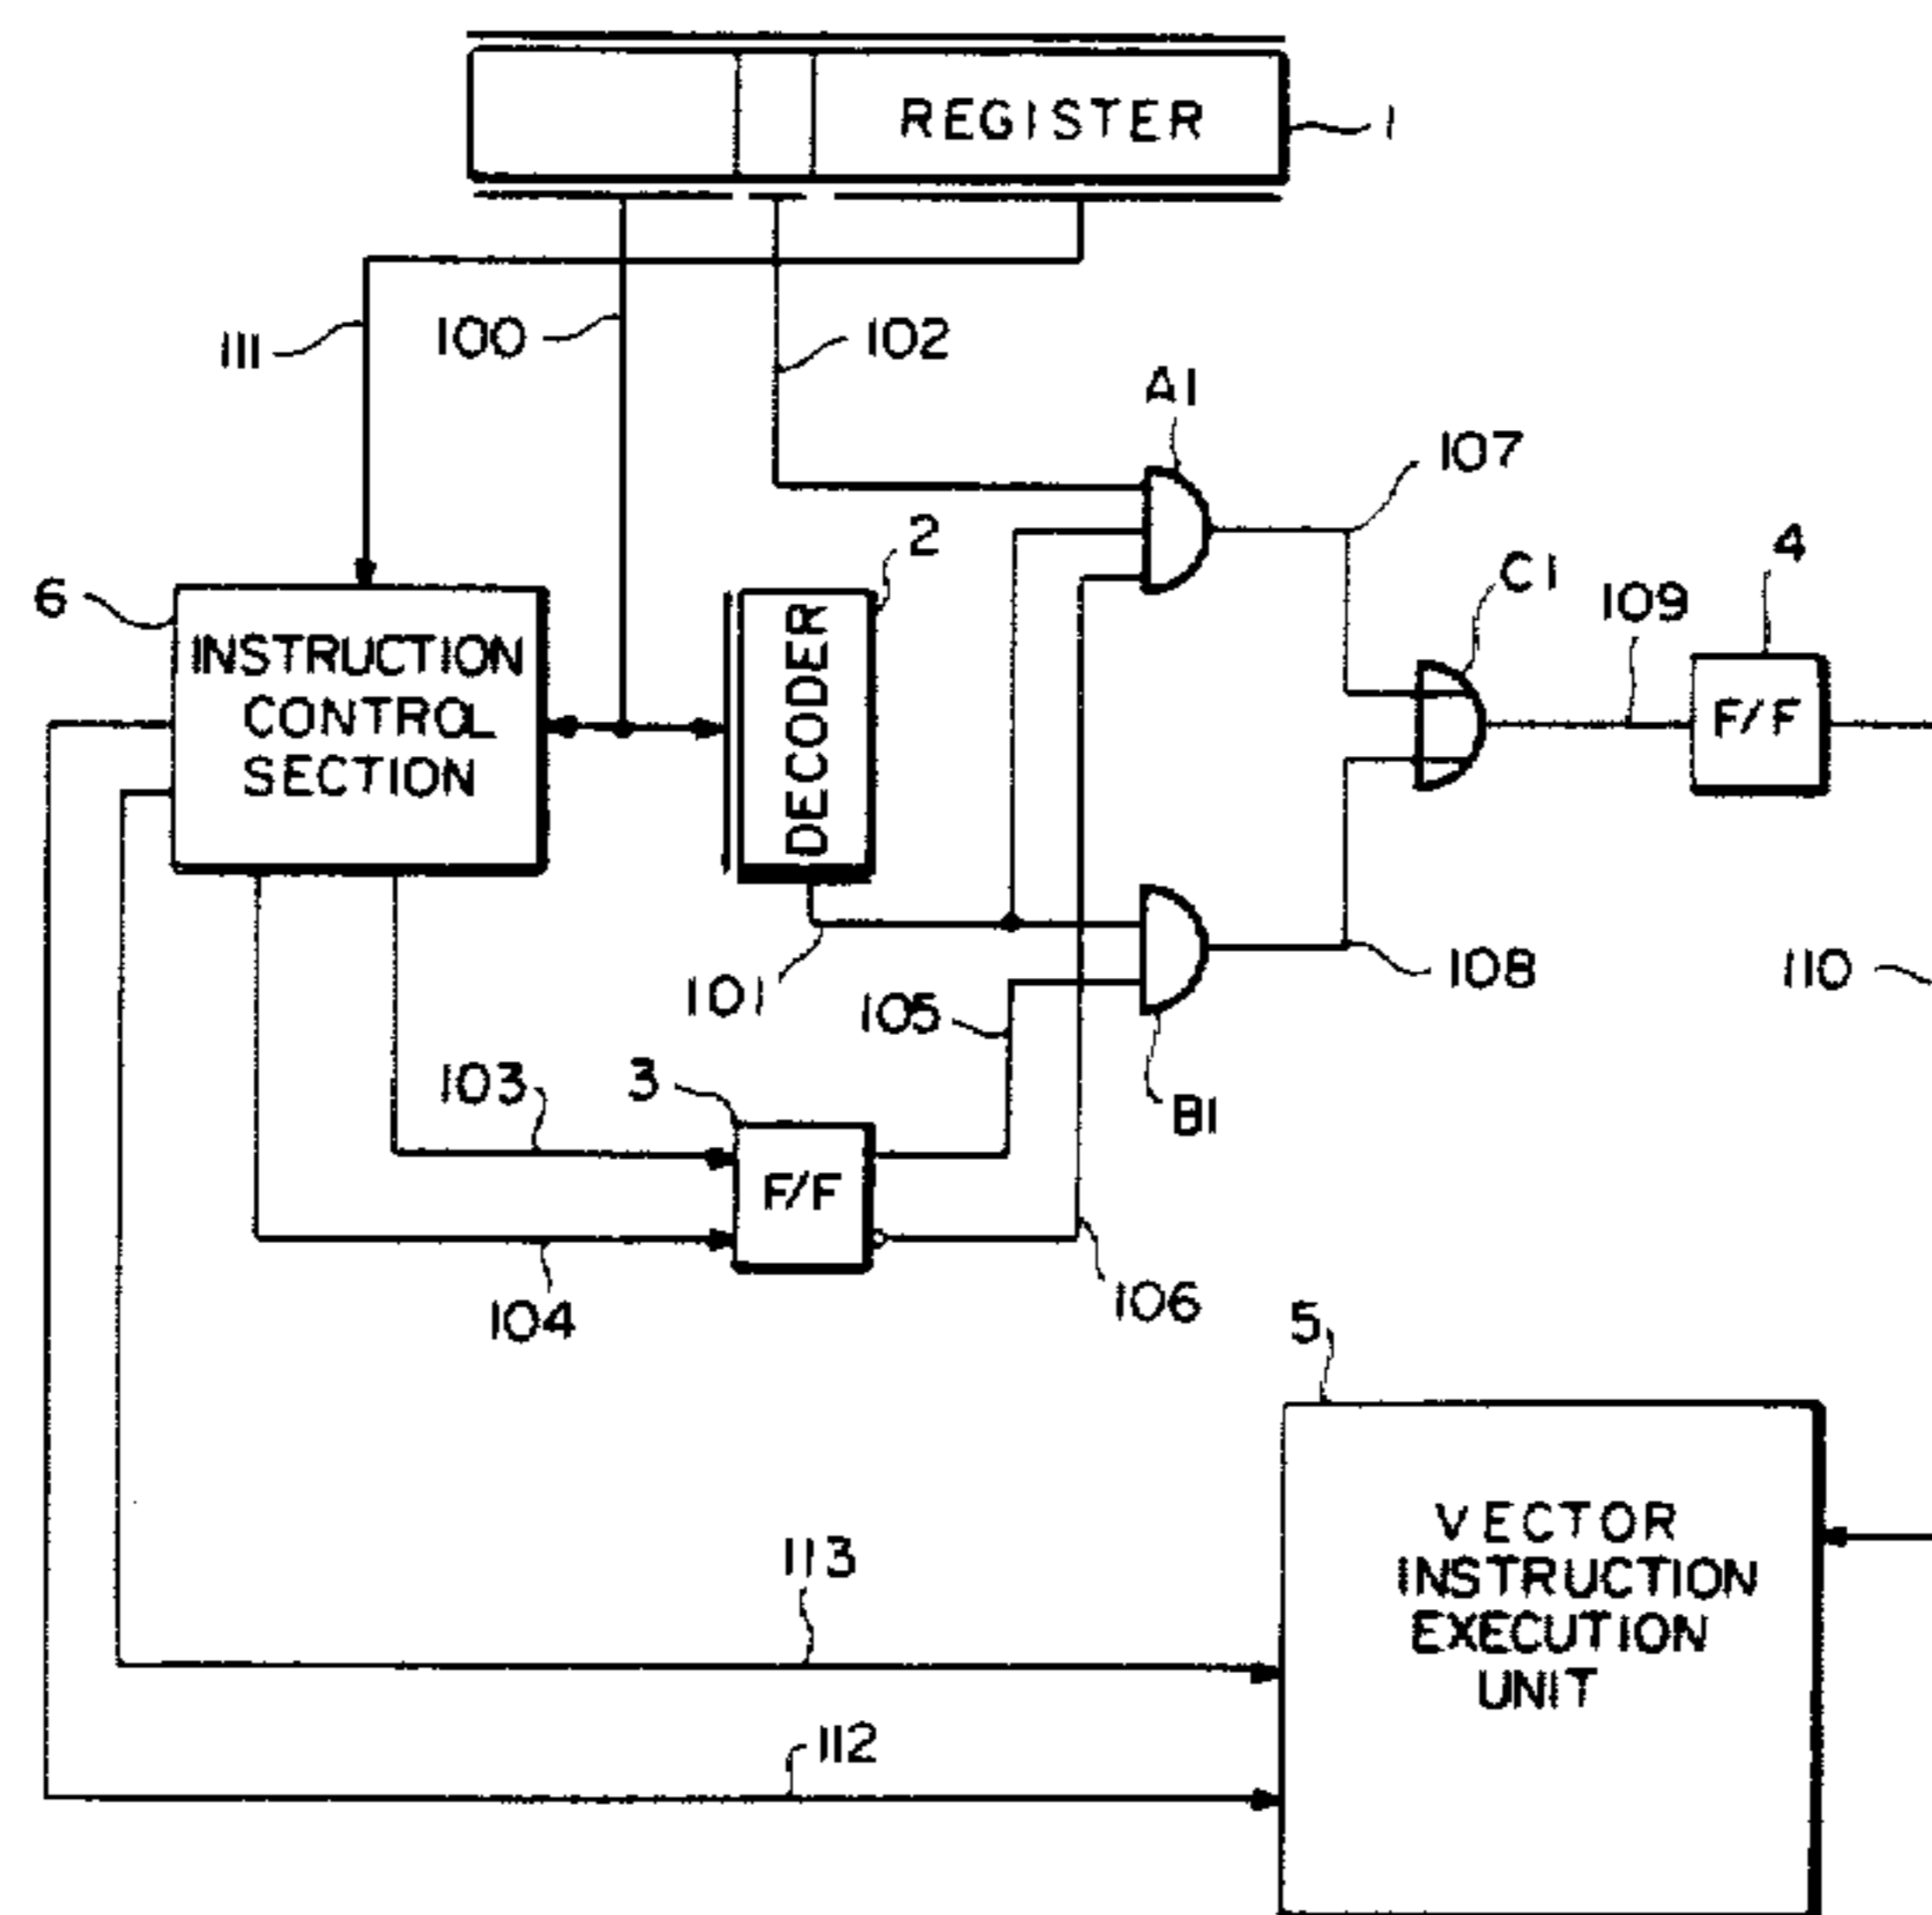 REGISTER
1
111
100
102
A1
107
2
4
C1
109
6
INSTRUCTION
CONTROL
SECTION
DECODER
F/F
101
105
108
110
103
3
B1
F/F
104
106
5
VECTOR
INSTRUCTION
EXECUTION
UNIT
113
112